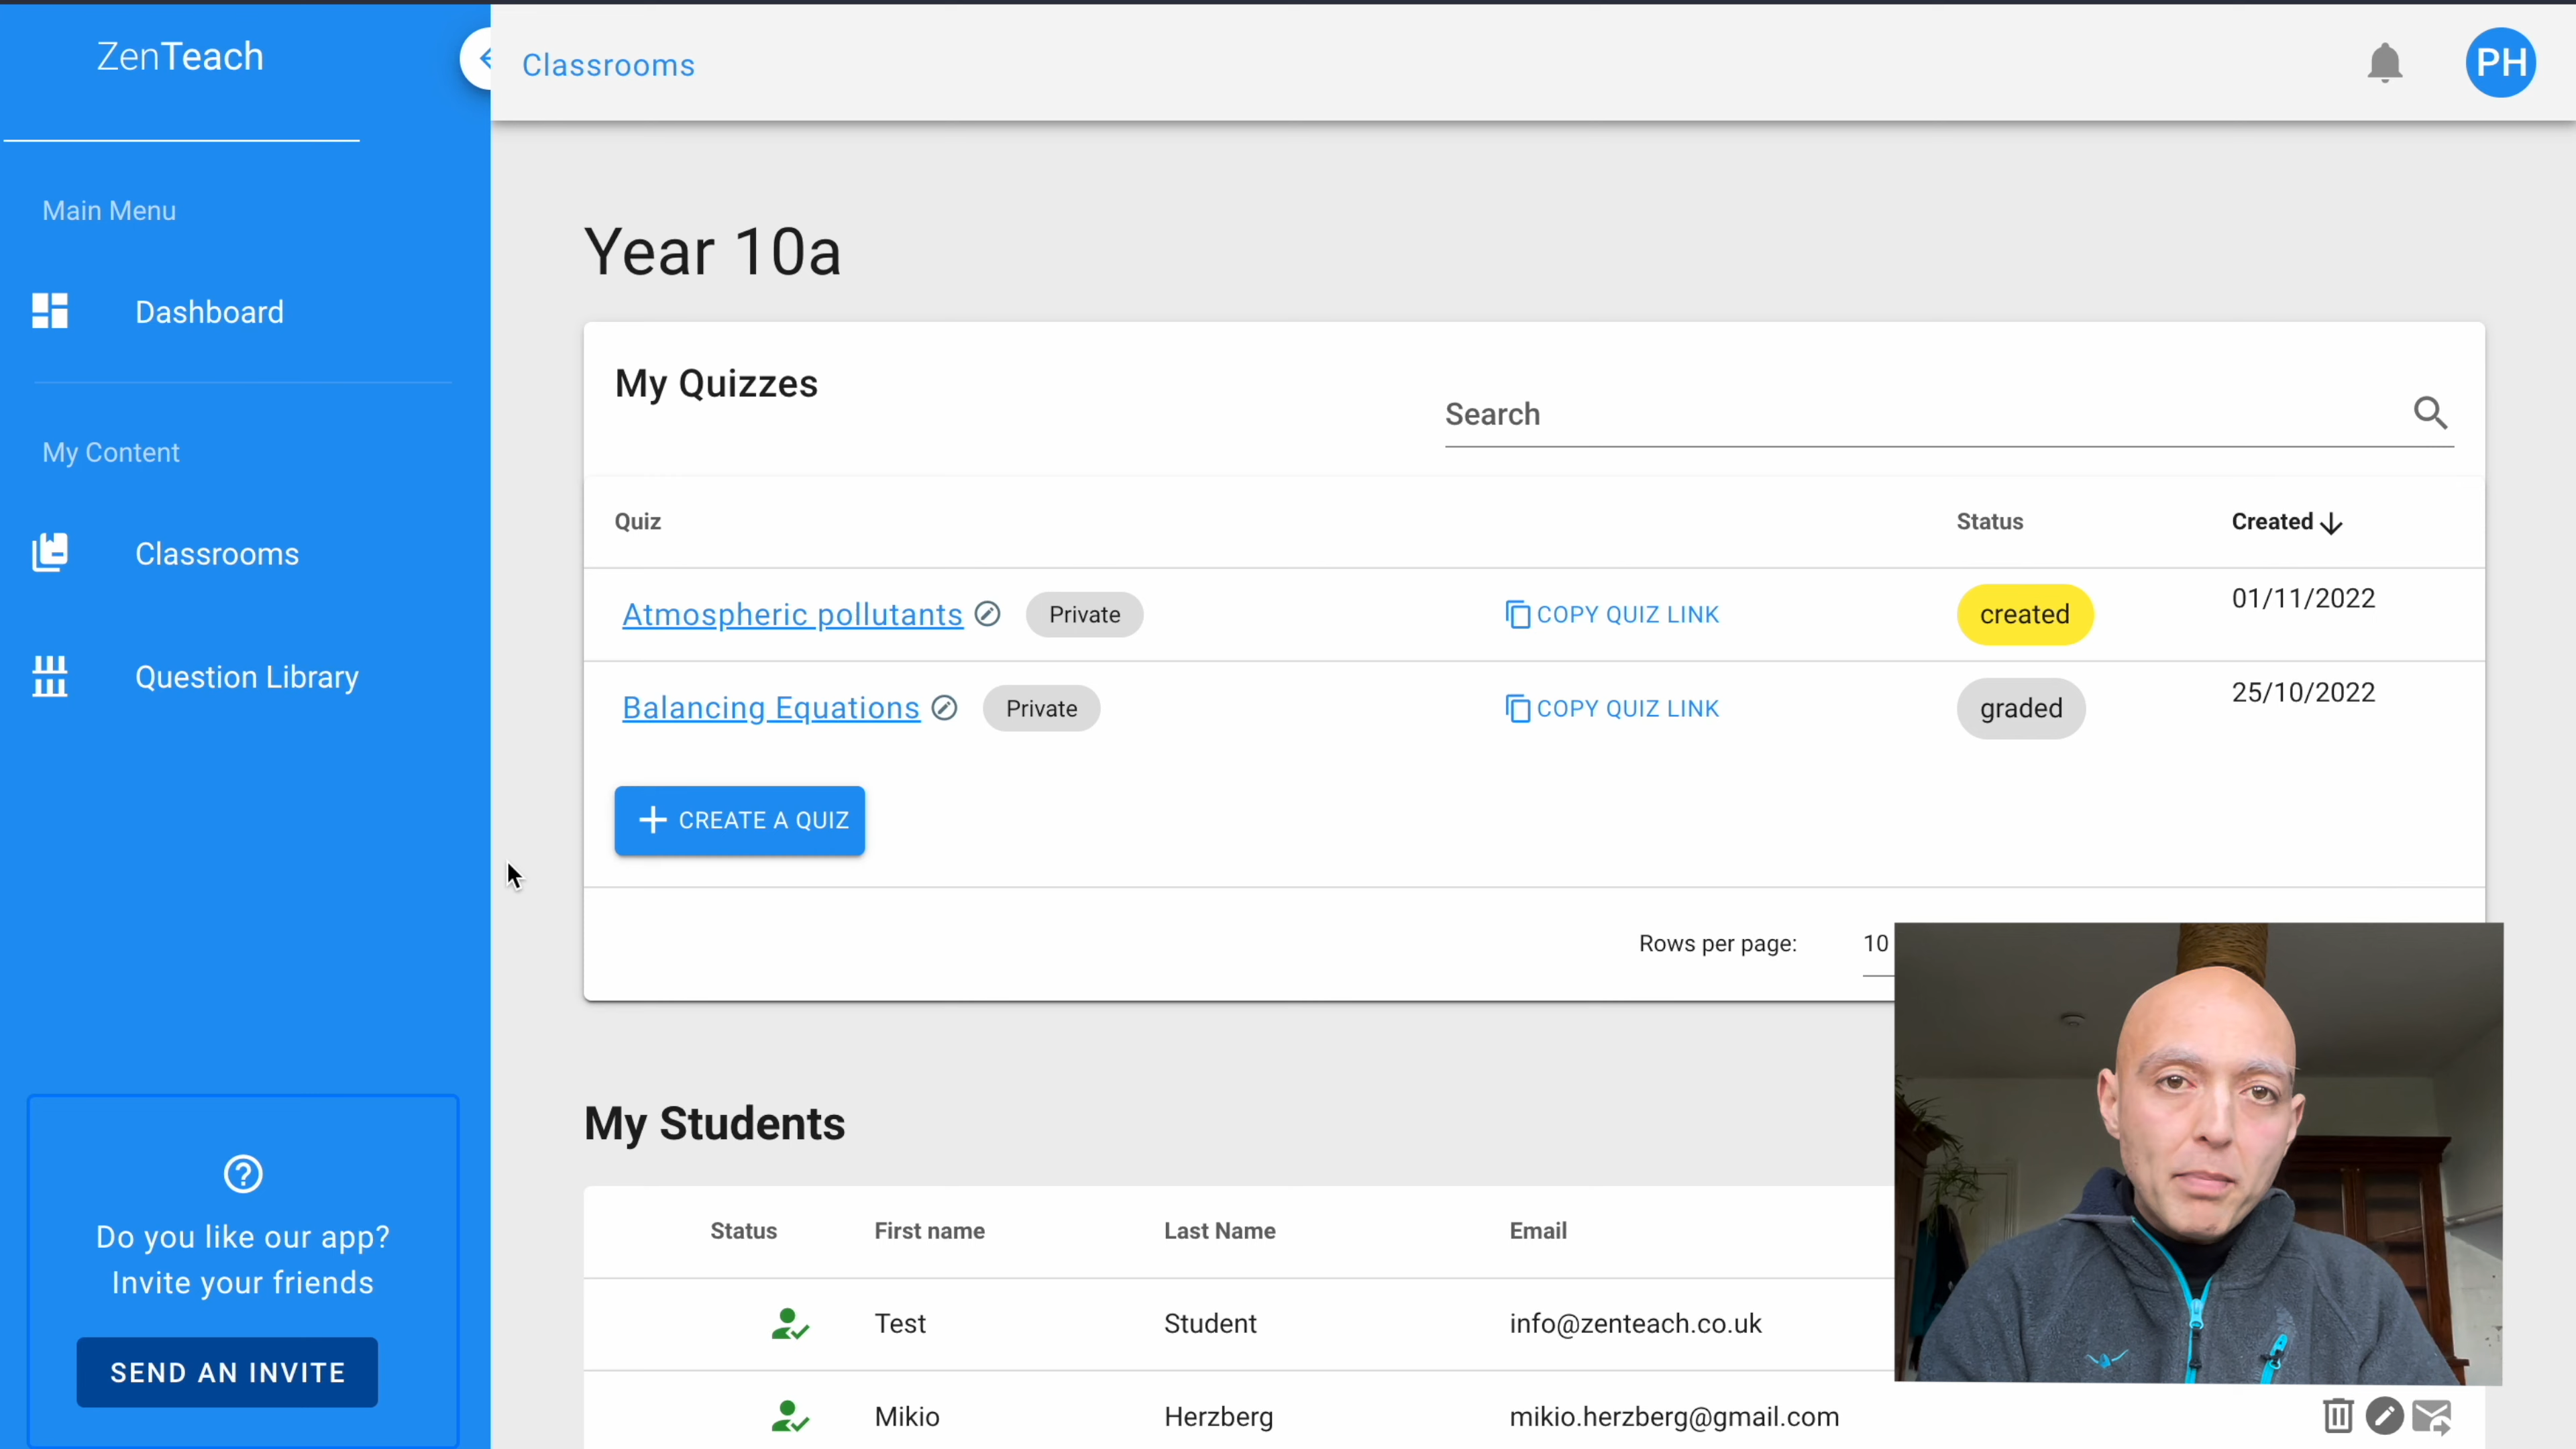 ZenTeach
Classrooms
PH
Main Menu
Dashboard
My Content
Classrooms
Question Library
Do you like our app?
Invite your friends
SEND AN INVITE
Year 10a
My Quizzes
Search
Quiz Status Created
Atmospheric pollutants Private COPY QUIZ LINK created 01/11/2022
Balancing Equations Private COPY QUIZ LINK graded 25/10/2022
CREATE A QUIZ
Rows per page: 10
My Students
Status First name Last Name Email
Test Student info@zenteach.co.uk
Mikio Herzberg mikio.herzberg@gmail.com